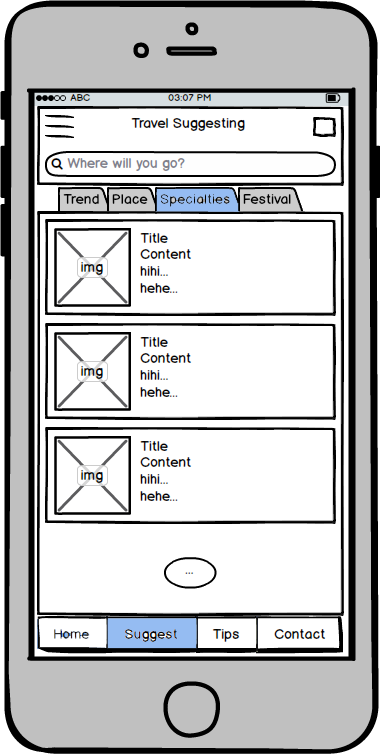 ABC 03:07 PM
Travel Suggesting
Where will you go?
Trend Place Specialties Festival
img
Title
Content
hihi...
hehe...
img
Title
Content
hihi...
hehe...
img
Title
Content
hihi...
hehe...
...
Home Suggest Tips Contact